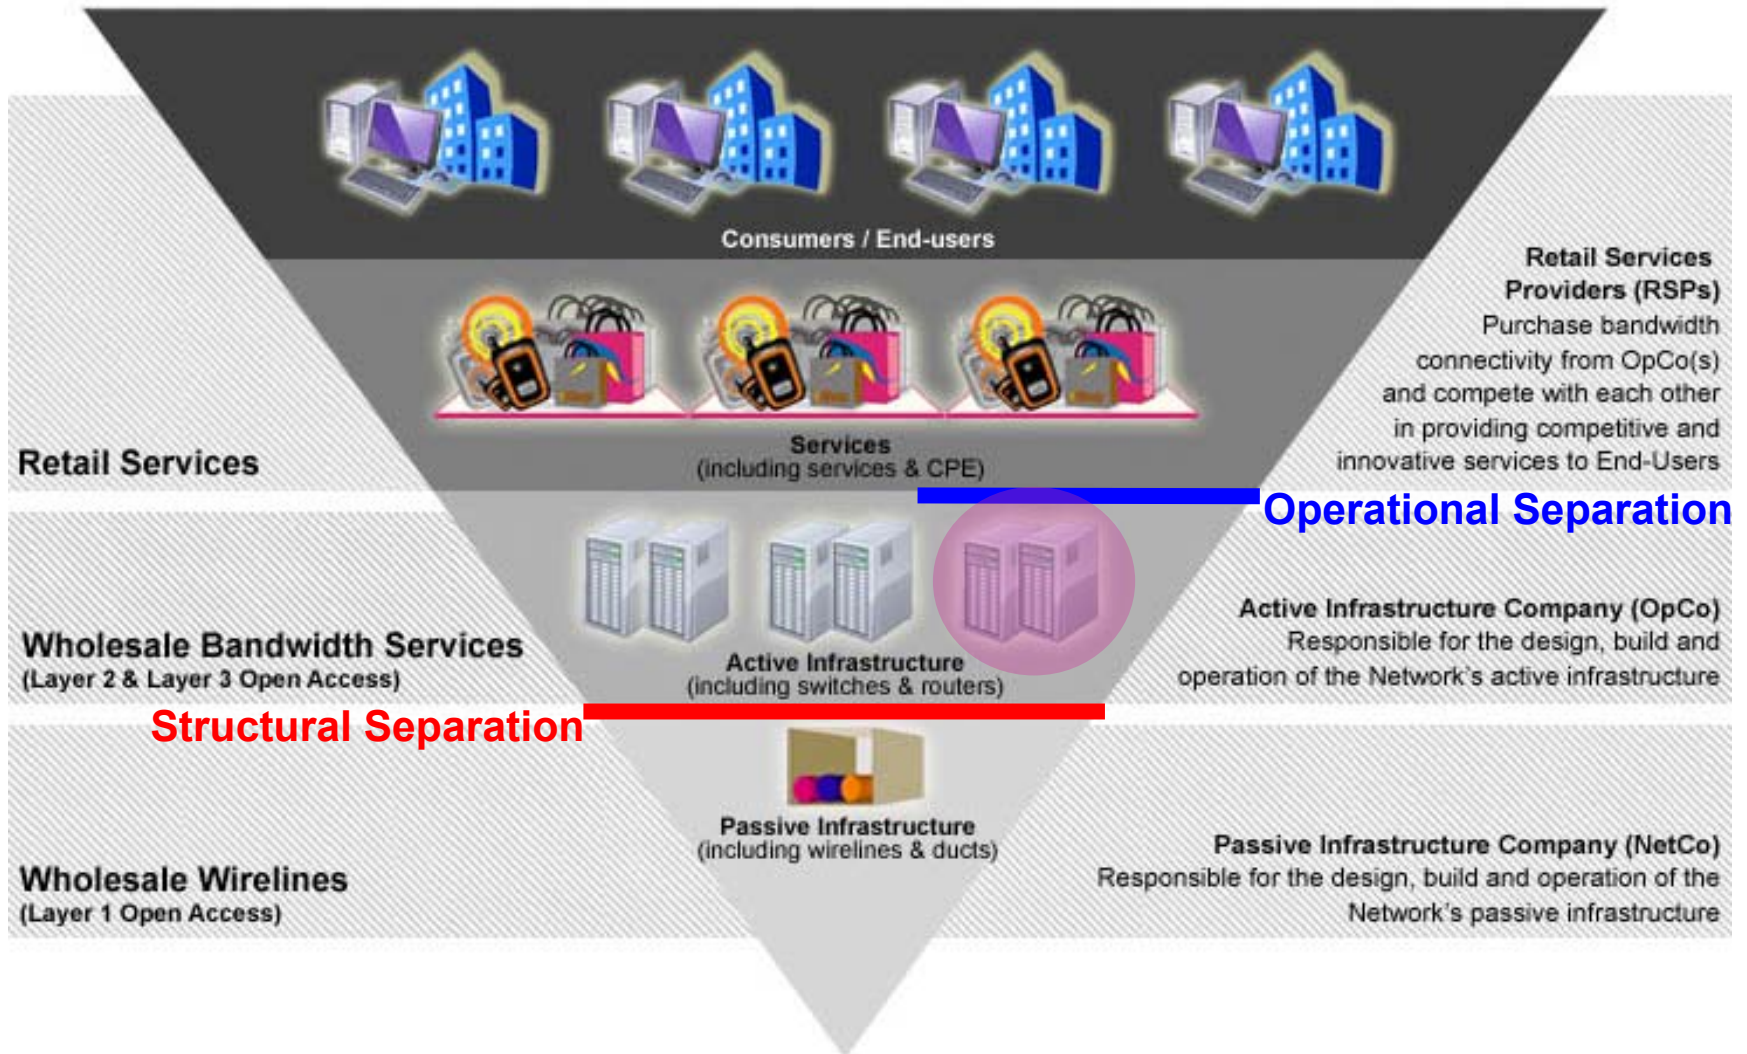 Consumers / End-users
Retail Services
Providers (RSPs)
Purchase bandwidth
connectivity from OpCo(s)
and compete with each other
in providing competitive and
innovative services to End-Users
Services
(including services & CPE)
Retail Services
Operational Separation
Wholesale Bandwidth Services
(Layer 2 & Layer 3 Open Access)
Active Infrastructure
(including switches & routers)
Active Infrastructure Company (OpCo)
Responsible for the design, build and
operation of the Network's active infrastructure
Structural Separation
Passive Infrastructure
(including wirelines & ducts)
Wholesale Wirelines
(Layer 1 Open Access)
Passive Infrastructure Company (NetCo)
Responsible for the design, build and operation of the
Network's passive infrastructure